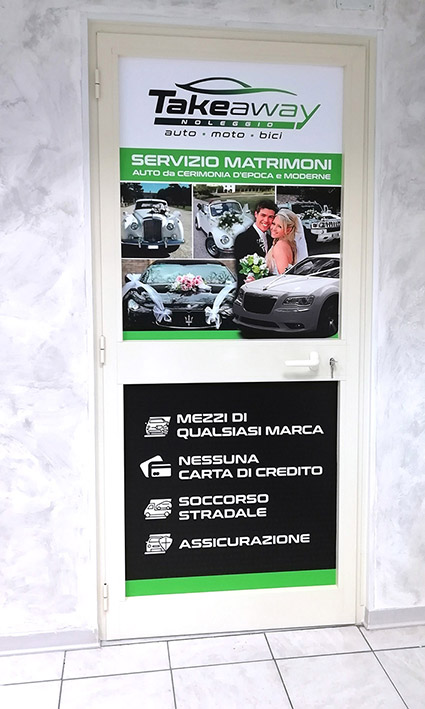 Takeaway
NOLEGGIO
auto • moto • bici
SERVIZIO MATRIMONI
AUTO da CERIMONIA D'EPOCA e MODERNE
MEZZI DI
QUALSIASI MARCA
NESSUNA
CARTA DI CREDITO
SOCCORSO
STRADALE
ASSICURAZIONE